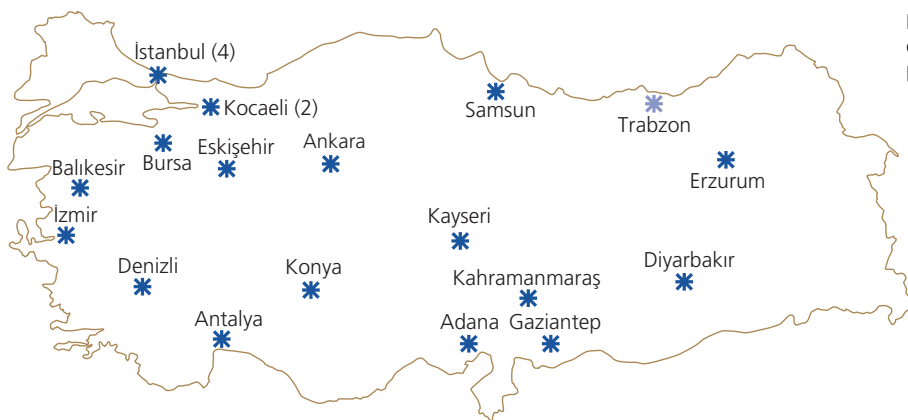 İstanbul (4)
Kocaeli (2)
Samsun
Trabzon
Bursa
Eskişehir
Ankara
Erzurum
Balıkesir
İzmir
Kayseri
Denizli
Konya
Kahramanmaraş
Diyarbakır
Antalya
Adana
Gaziantep